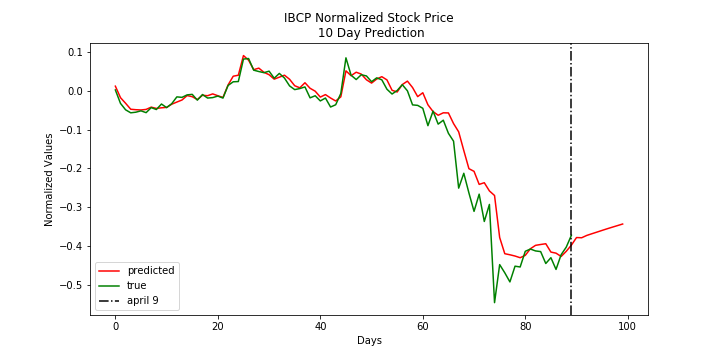 IBCP Normalized Stock Price
10 Day Prediction
Normalized Values
0.1
0.0
−0.1
−0.2
−0.3
−0.4
−0.5
predicted
true
april 9
0
20
40
60
80
100
Days